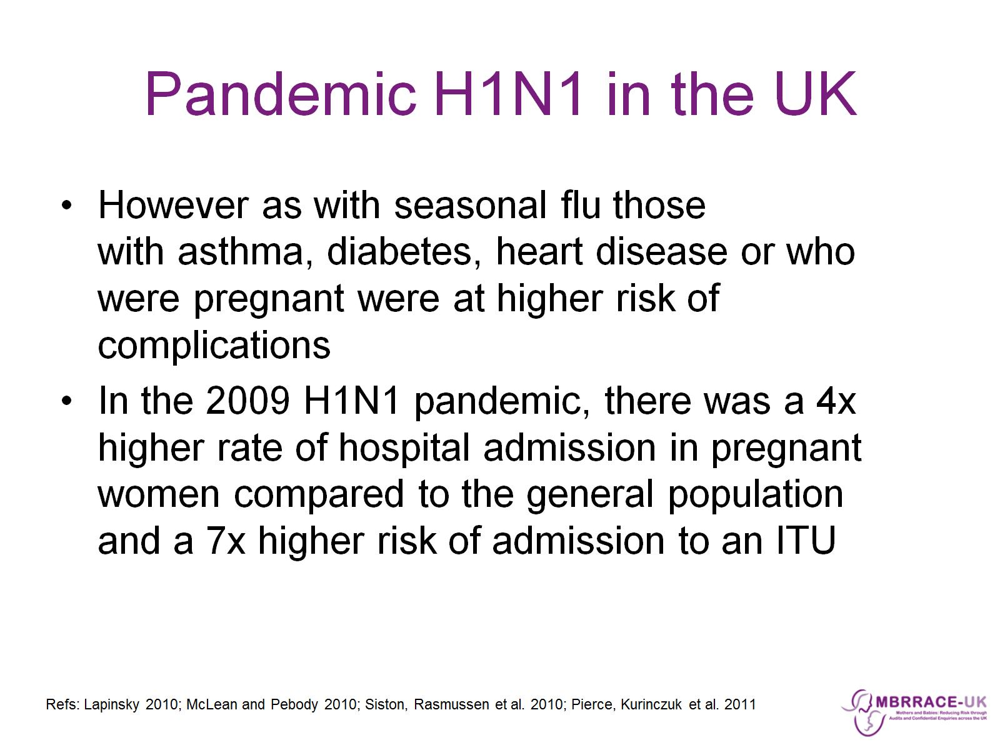 Pandemic H1N1 in the UK
• However as with seasonal flu those
with asthma, diabetes, heart disease or who
were pregnant were at higher risk of
complications
• In the 2009 H1N1 pandemic, there was a 4x
higher rate of hospital admission in pregnant
women compared to the general population
and a 7x higher risk of admission to an ITU
Refs: Lapinsky 2010; McLean and Pebody 2010; Siston, Rasmussen et al. 2010; Pierce, Kurinczuk et al. 2011
MBRRACE-UK
Mothers and Babies: Reducing Risk through
Audits and Confidential Enquiries across the UK